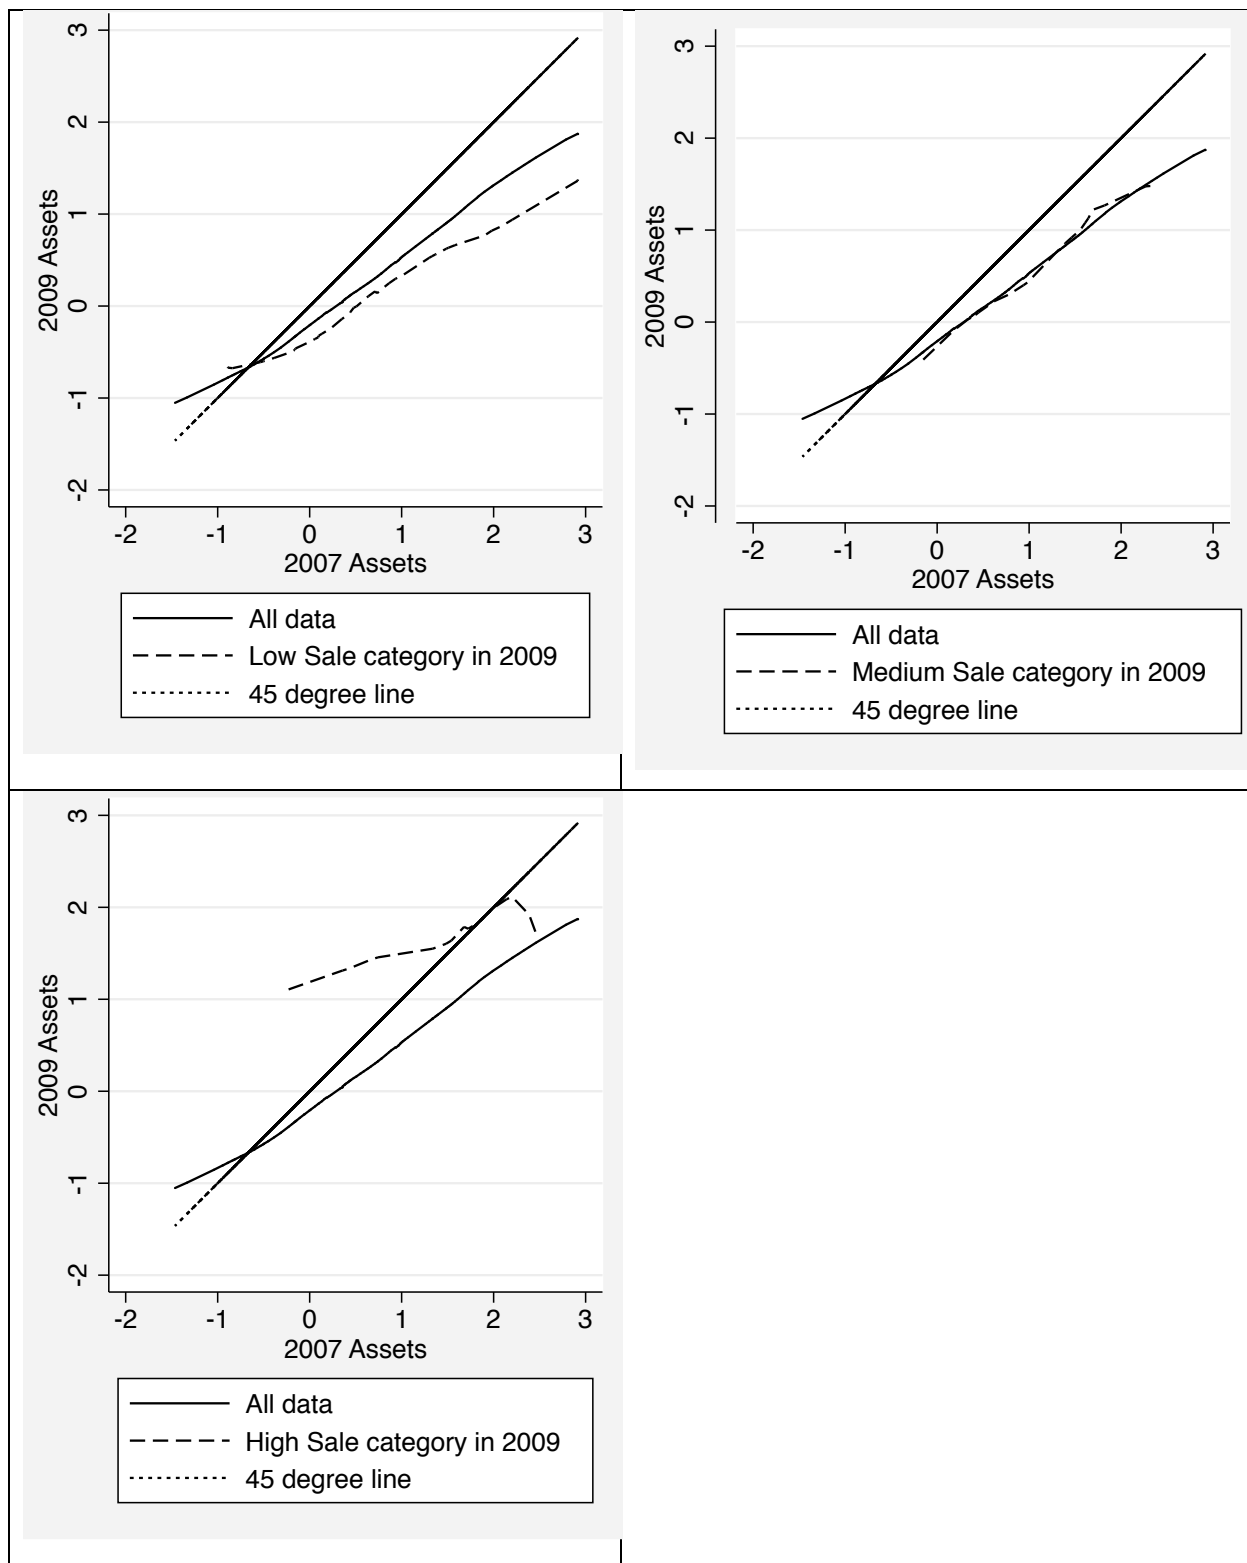 3
2
1
0
-1
-2
2009 Assets
-2 -1 0 1 2 3
2007 Assets
All data
Low Sale category in 2009
45 degree line
3
2
1
0
-1
-2
2009 Assets
-2 -1 0 1 2 3
2007 Assets
All data
Medium Sale category in 2009
45 degree line
3
2
1
0
-1
-2
2009 Assets
-2 -1 0 1 2 3
2007 Assets
All data
High Sale category in 2009
45 degree line